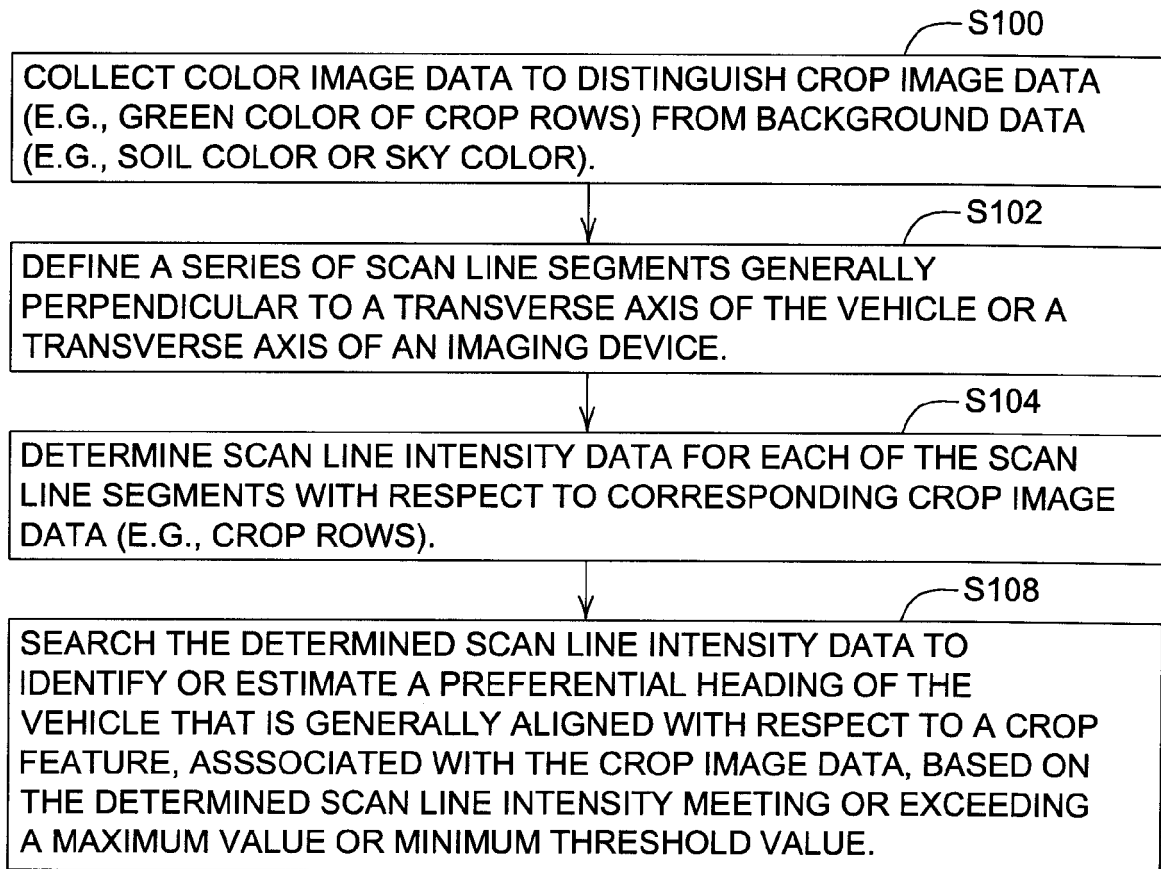 S100
COLLECT COLOR IMAGE DATA TO DISTINGUISH CROP IMAGE DATA
(E.G., GREEN COLOR OF CROP ROWS) FROM BACKGROUND DATA
(E.G., SOIL COLOR OR SKY COLOR).
S102
DEFINE A SERIES OF SCAN LINE SEGMENTS GENERALLY
PERPENDICULAR TO A TRANSVERSE AXIS OF THE VEHICLE OR A
TRANSVERSE AXIS OF AN IMAGING DEVICE.
S104
DETERMINE SCAN LINE INTENSITY DATA FOR EACH OF THE SCAN
LINE SEGMENTS WITH RESPECT TO CORRESPONDING CROP IMAGE
DATA (E.G., CROP ROWS).
S108
SEARCH THE DETERMINED SCAN LINE INTENSITY DATA TO
IDENTIFY OR ESTIMATE A PREFERENTIAL HEADING OF THE
VEHICLE THAT IS GENERALLY ALIGNED WITH RESPECT TO A CROP
FEATURE, ASSSOCIATED WITH THE CROP IMAGE DATA, BASED ON
THE DETERMINED SCAN LINE INTENSITY MEETING OR EXCEEDING
A MAXIMUM VALUE OR MINIMUM THRESHOLD VALUE.